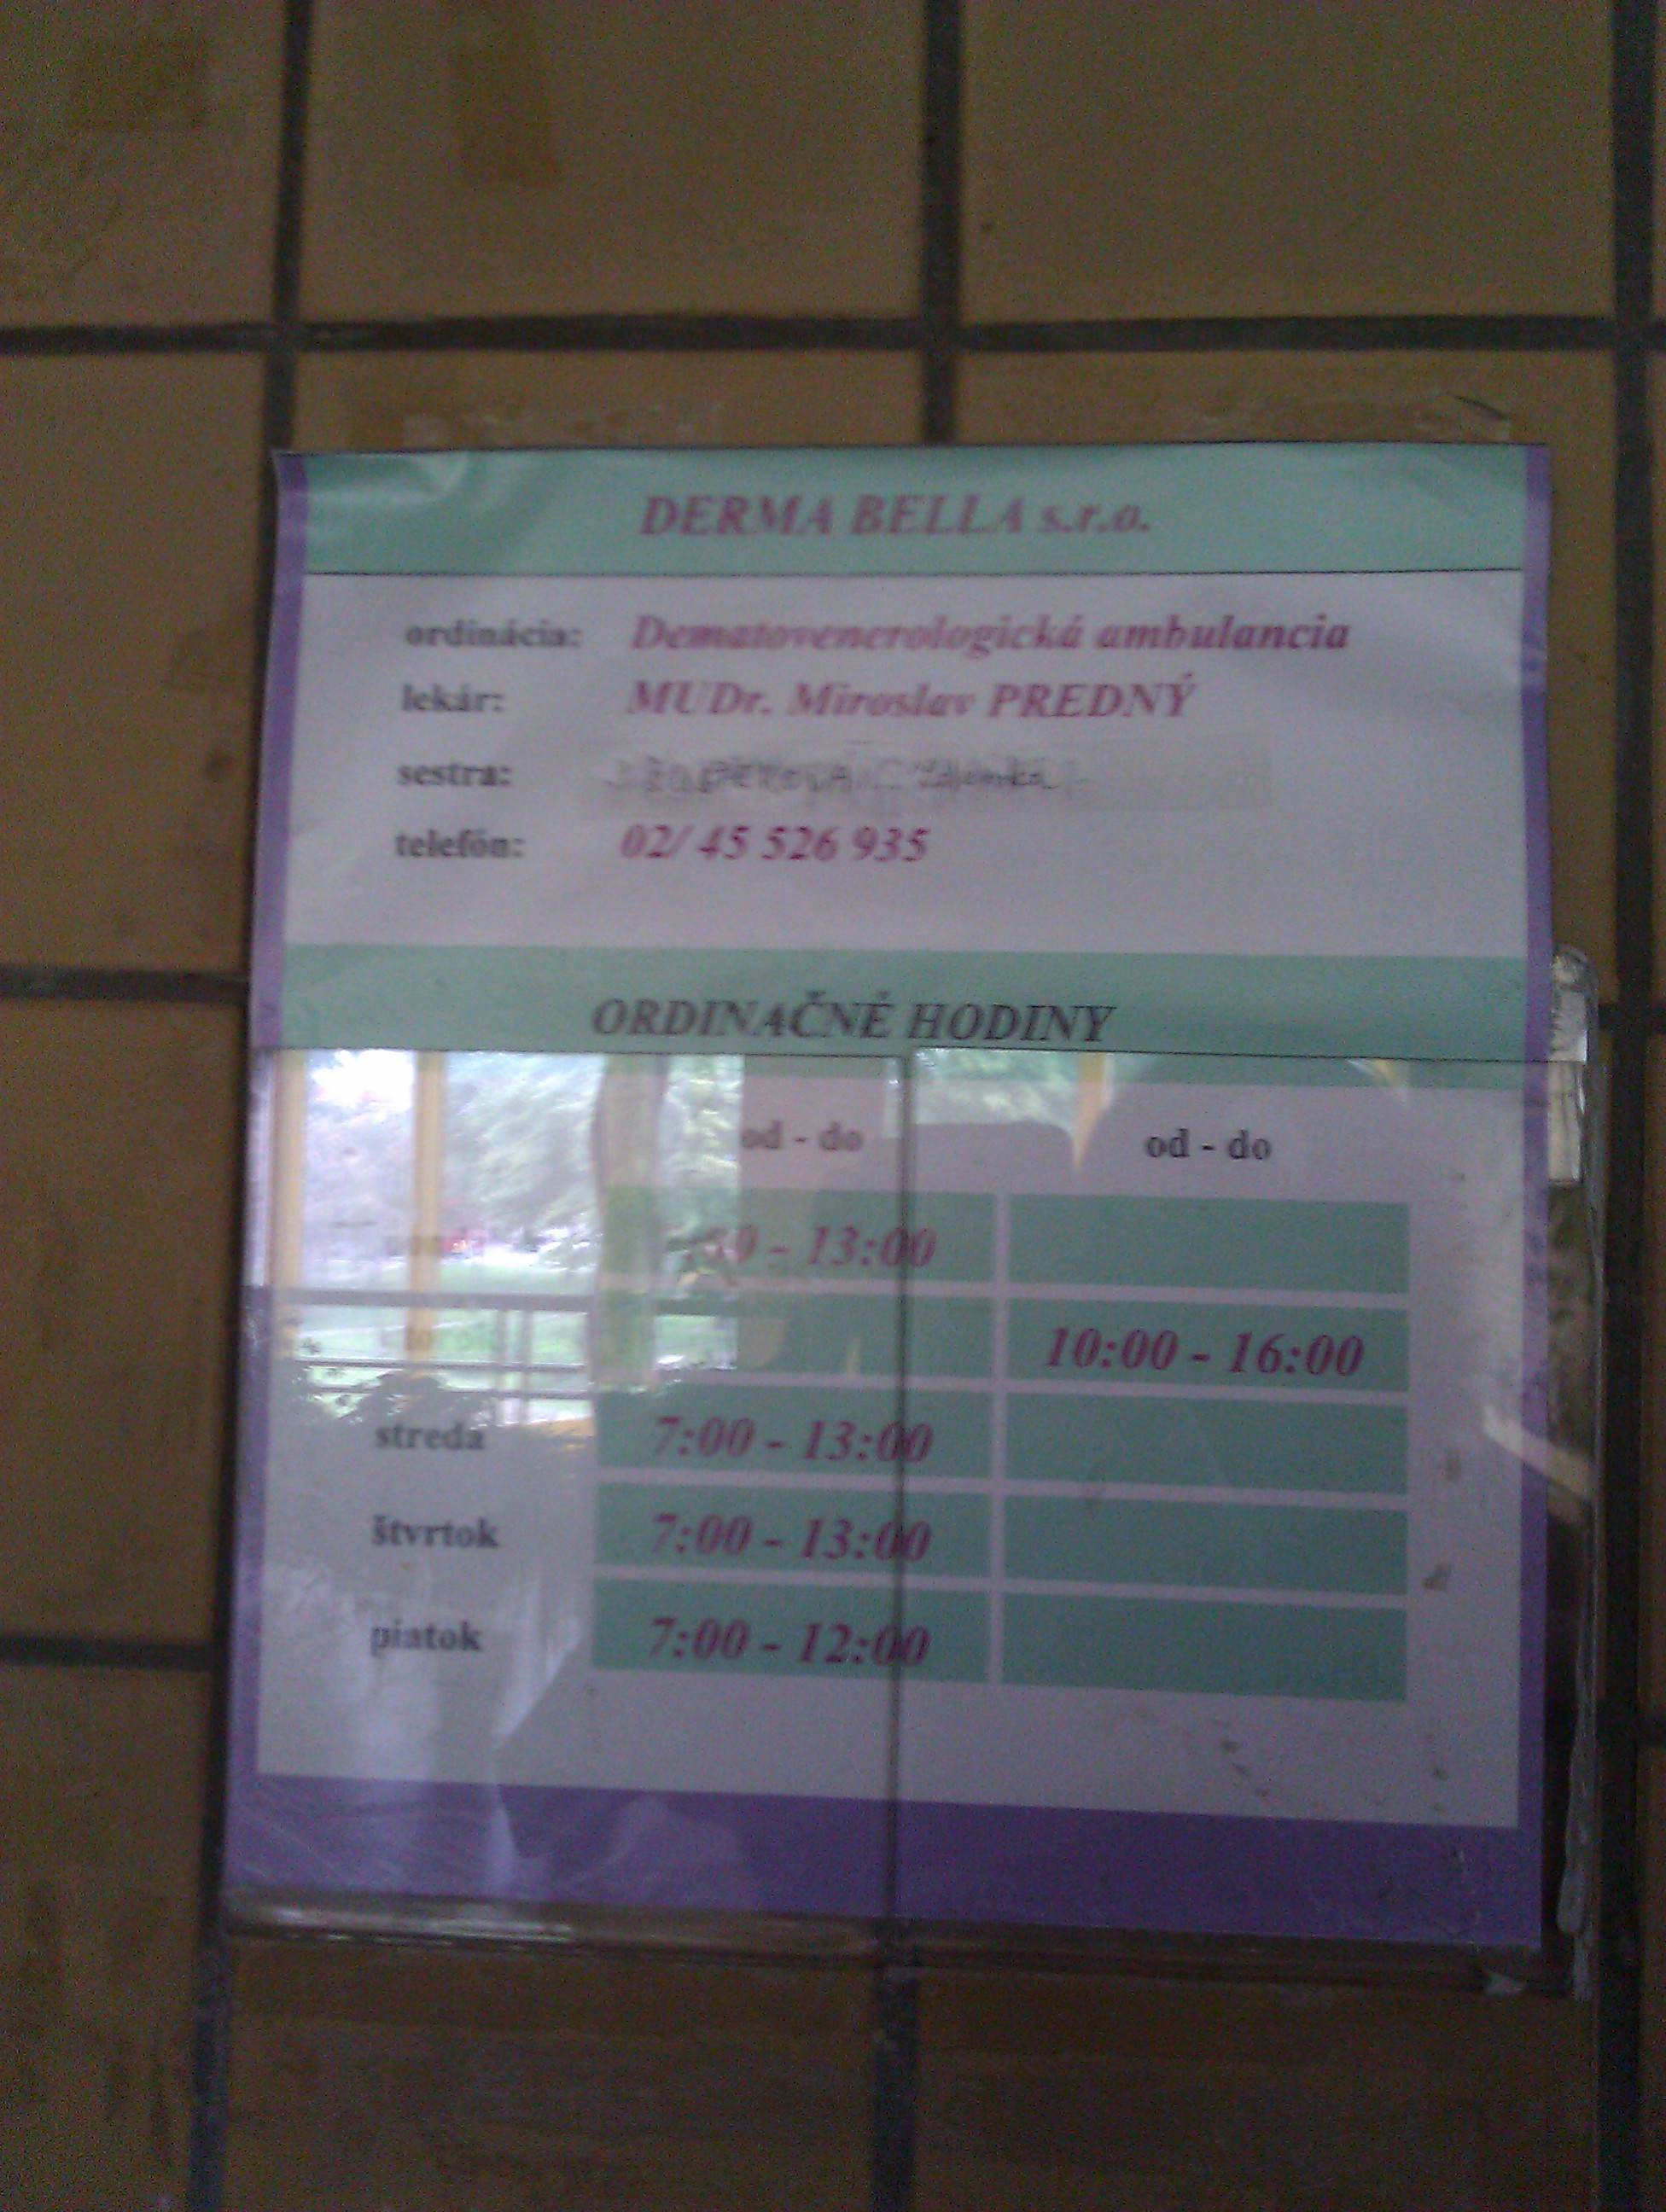 DERMA BELLA s.r.o.
ordinácia: Dematovenerologická ambulancia
lekár: MUDr. Miroslav PREDNÝ
sestra:
telefón: 02/ 45 526 935
ORDINAČNÉ HODINY
od - do od - do
- 13:00
10:00 - 16:00
streda 7:00 - 13:00
štvrtok 7:00 - 13:00
piatok 7:00 - 12:00